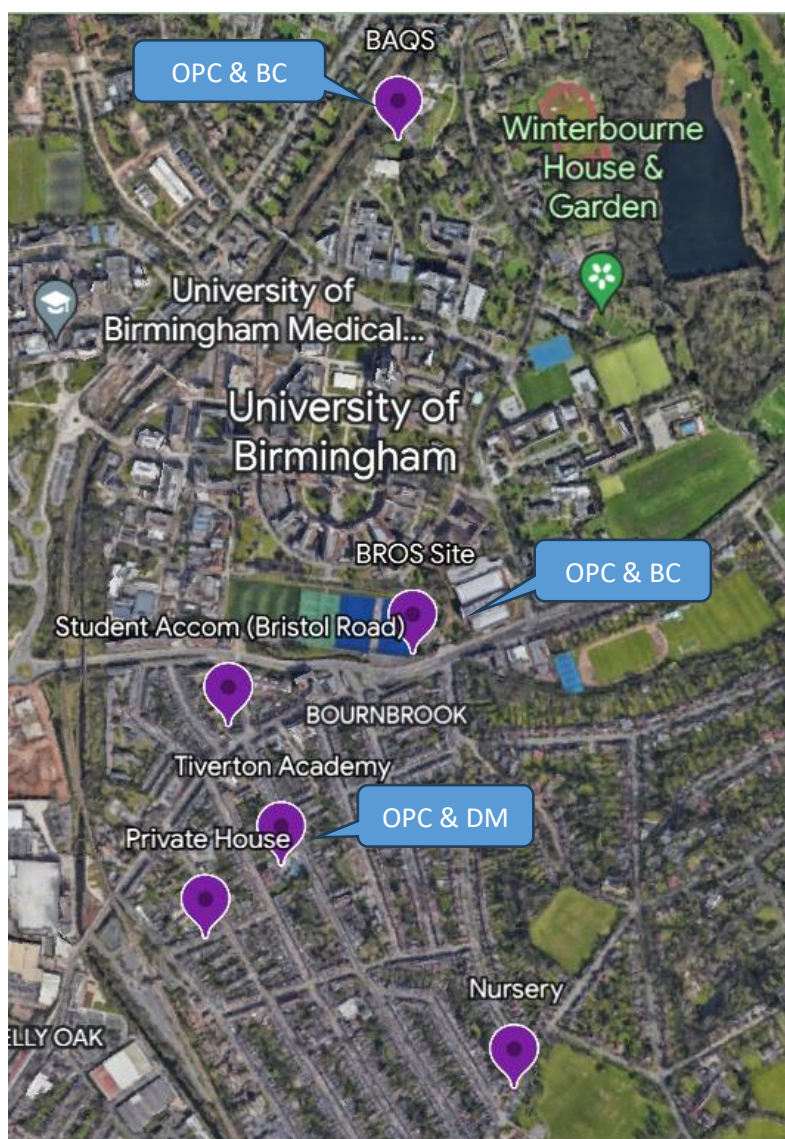 BAQS
OPC & BC
Winterbourne
House &
Garden
University of
Birmingham Medical...
University of
Birmingham
BROS Site
OPC & BC
Student Accom (Bristol Road)
BOURNBROOK
Tiverton Academy
OPC & DM
Private House
Nursery
ELLY OAK